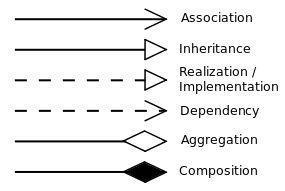 Association
Inheritance
Realization /
Implementation
Dependency
Aggregation
Composition